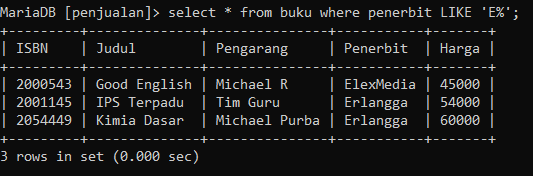 MariaDB [penjualan]> select * from buku where penerbit LIKE 'E%';
+---------+--------------+---------------+-----------+-------+
| ISBN    | Judul        | Pengarang     | Penerbit  | Harga |
+---------+--------------+---------------+-----------+-------+
| 2000543 | Good English | Michael R     | ElexMedia | 45000 |
| 2001145 | IPS Terpadu  | Tim Guru      | Erlangga  | 54000 |
| 2054449 | Kimia Dasar  | Michael Purba | Erlangga  | 60000 |
+---------+--------------+---------------+-----------+-------+
3 rows in set (0.000 sec)